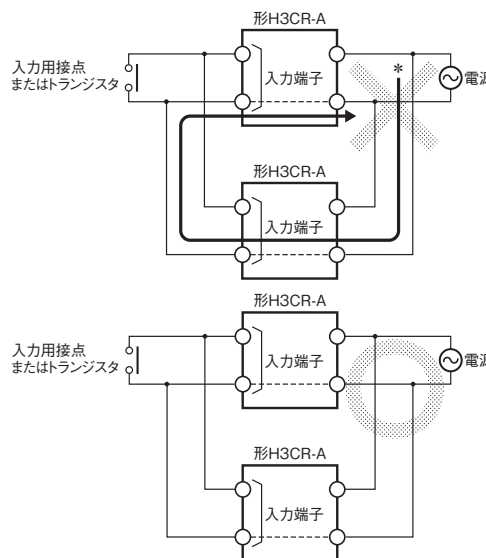 形H3CR-A
入力用接点
またはトランジスタ
入力端子
*
電源
形H3CR-A
入力端子
形H3CR-A
入力用接点
またはトランジスタ
入力端子
電源
形H3CR-A
入力端子